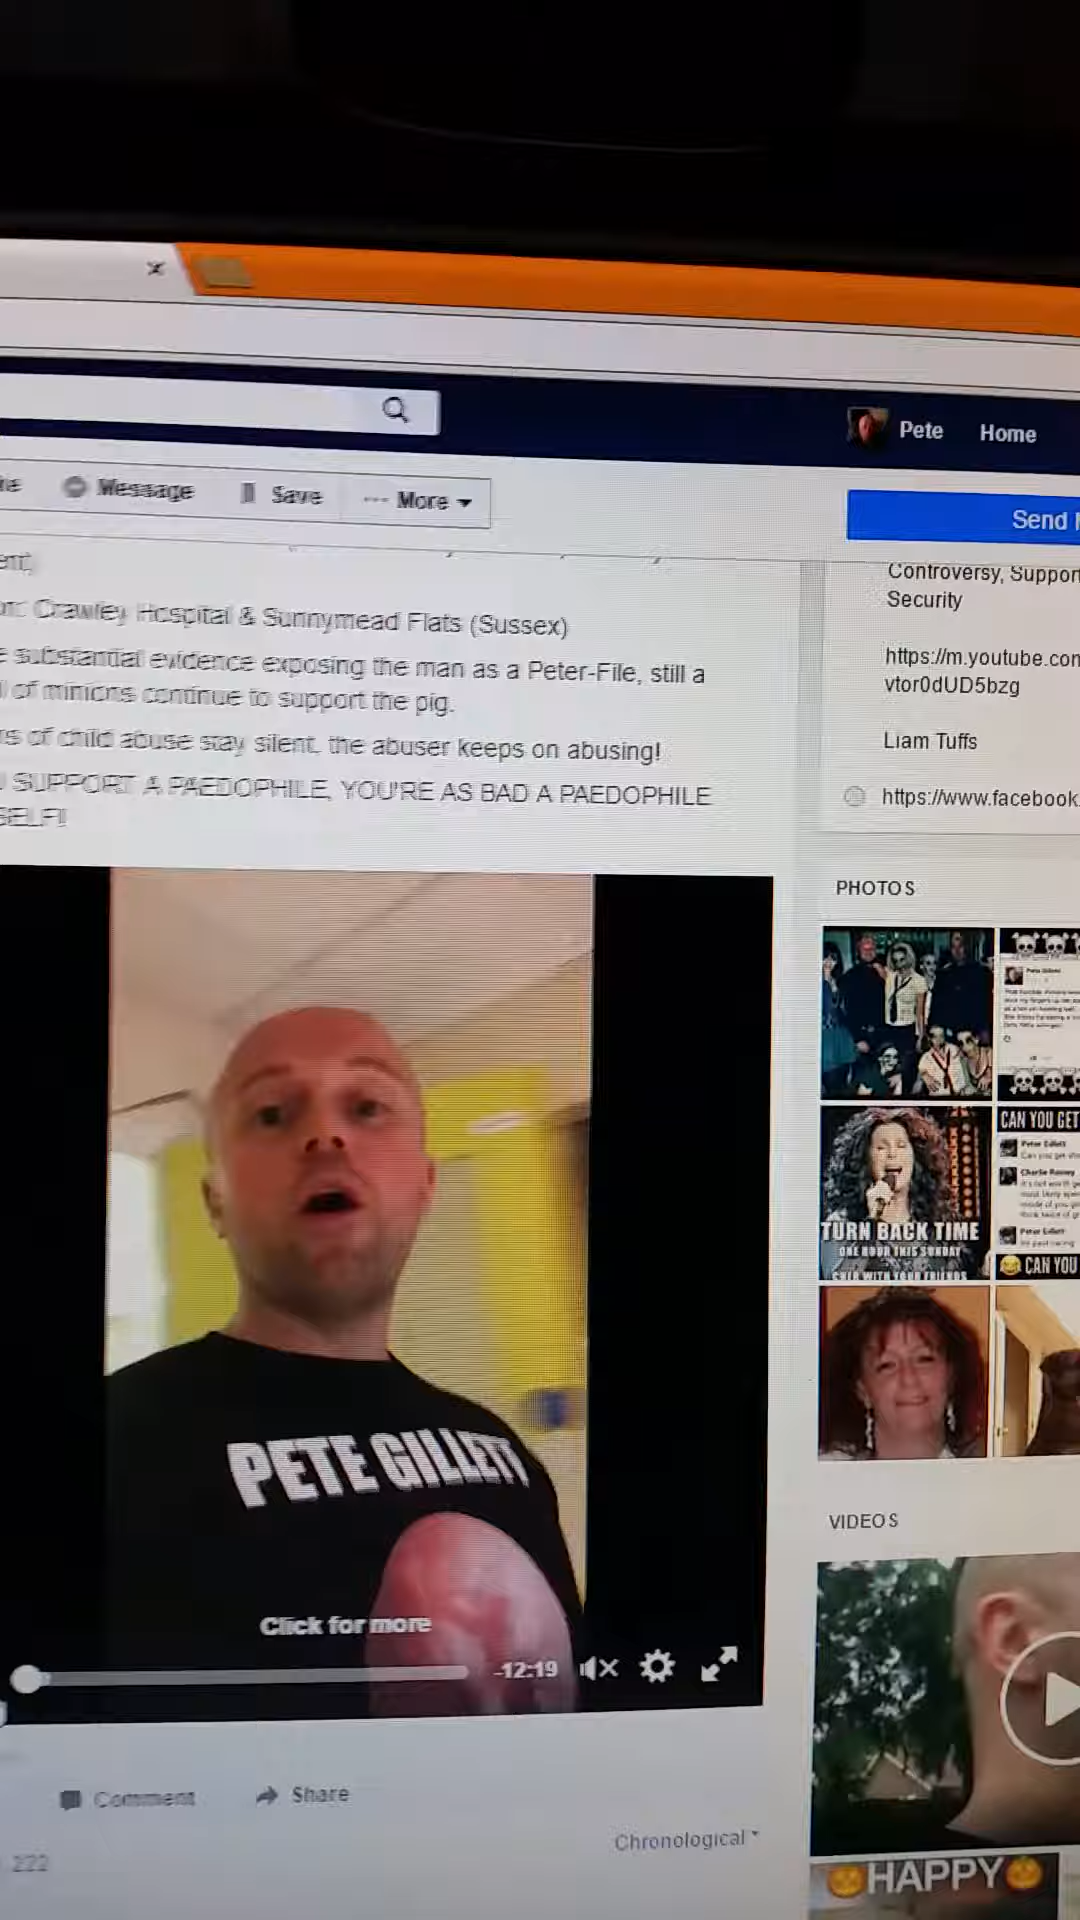 Pete Home
Message Save More
Send
Controversy, Support
Security
Crawley Hospital & Sunnymead Flats (Sussex)
substantial evidence exposing the man as a Peter-File, still a
of minions continue to support the pig.
https://m.youtube.com
vtor0dUD5bzg
of child abuse stay silent, the abuser keeps on abusing!
Liam Tuffs
SUPPORT A PAEDOPHILE, YOU'RE AS BAD A PAEDOPHILE
SELF!!
https://www.facebook.
PHOTOS
CAN YOU GET
TURN BACK TIME
ONE HOUR THIS SUNDAY
CAN YOU
PETE GILLETT
VIDEOS
Click for more
-12:19
Comment Share
Chronological
222
HAPPY